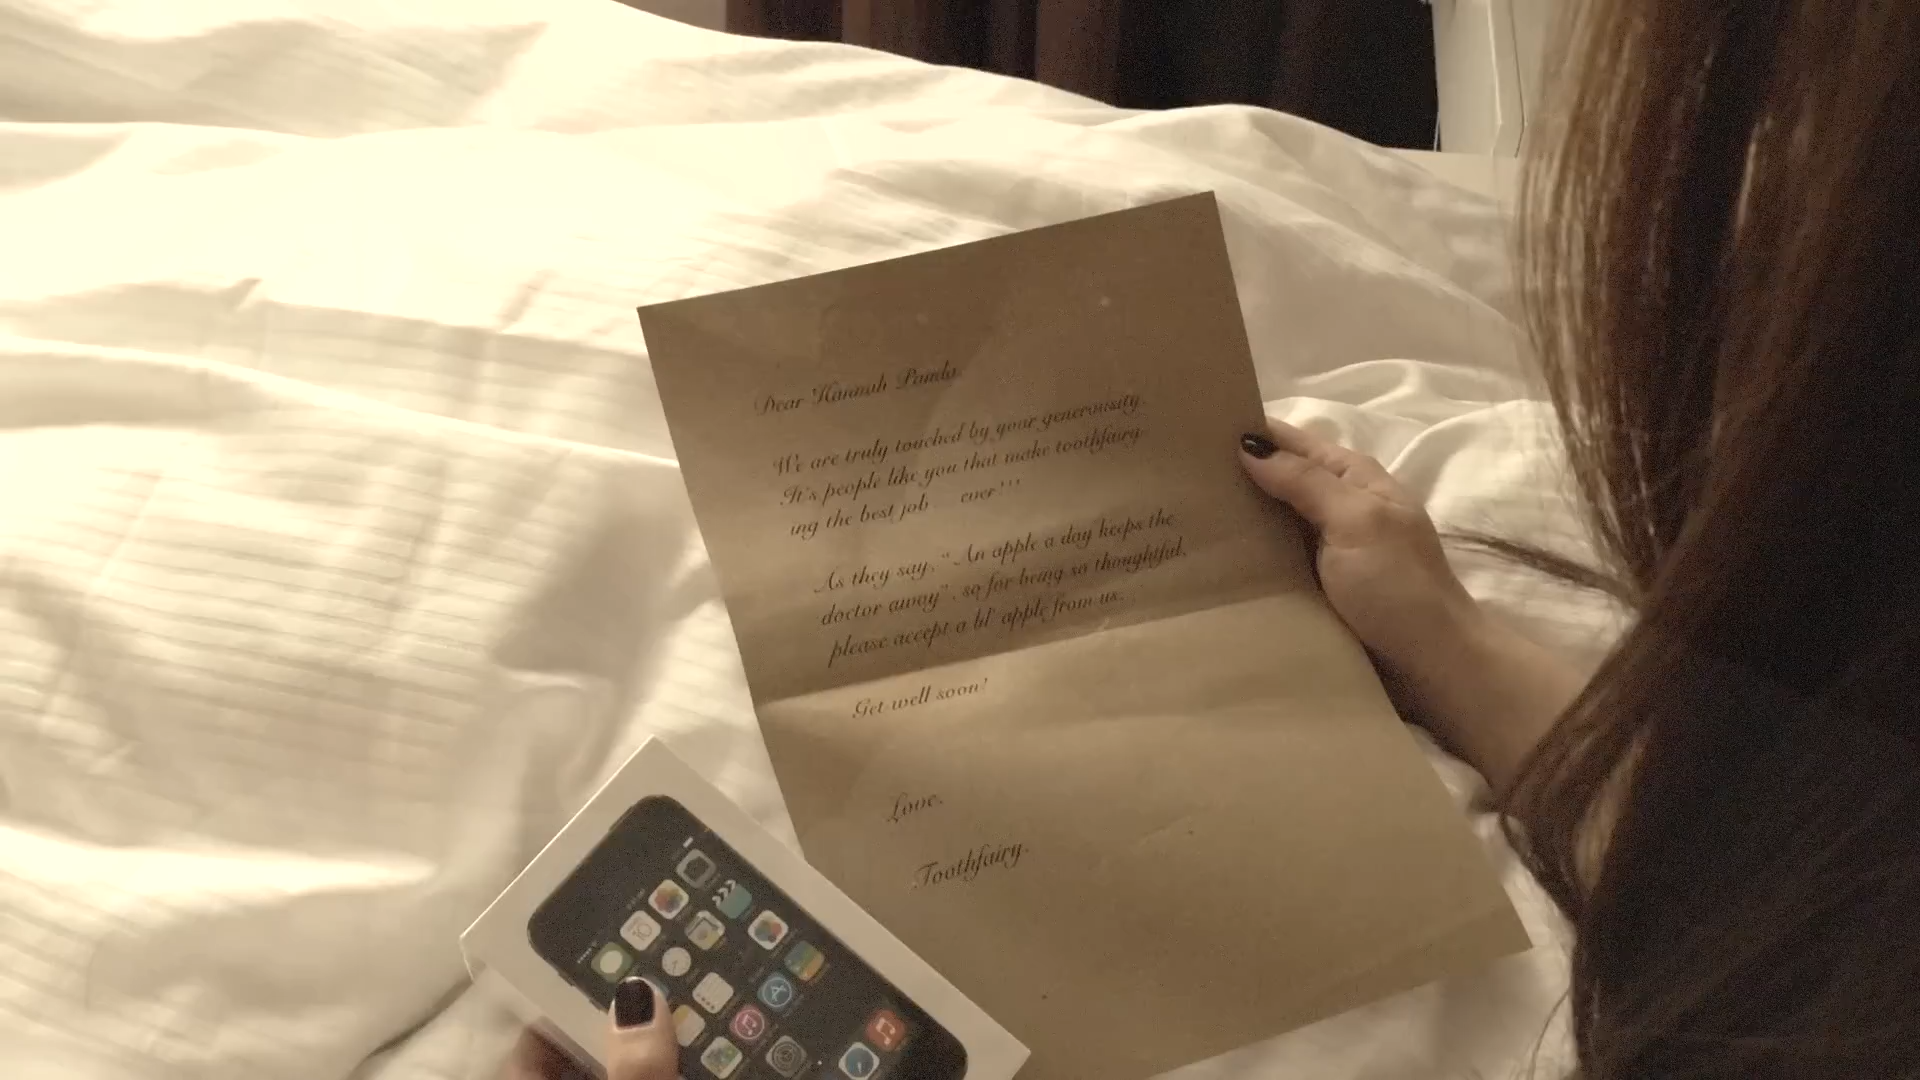 Dear Hannah Panda,
We are truly touched by your generousity.
It's people like you that make toothfairy-
ing the best job... ever!!!
As they say, "An apple a day keeps the
doctor away", so for being so thoughtful,
please accept a lil' apple from us.
Get well soon!
Love,
Toothfairy.